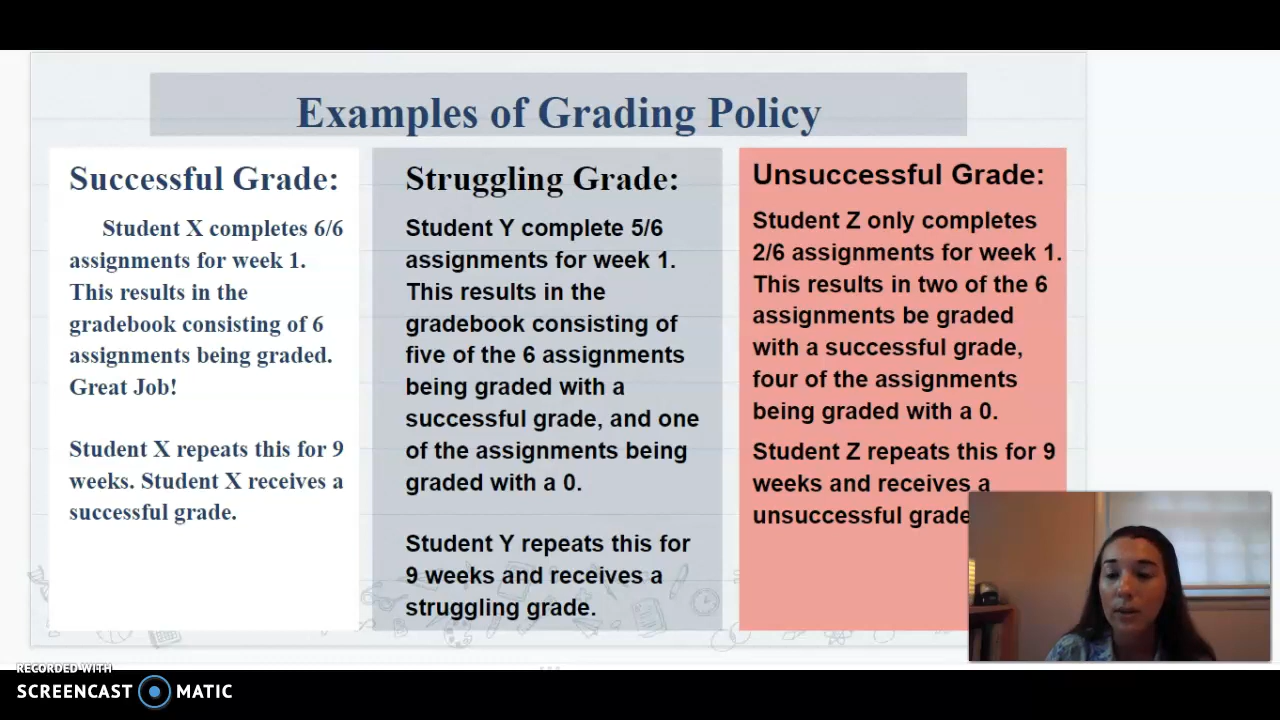 Examples of Grading Policy
Successful Grade:
Student X completes 6/6
assignments for week 1.
This results in the
gradebook consisting of 6
assignments being graded.
Great Job!
Student X repeats this for 9
weeks. Student X receives a
successful grade.
Struggling Grade:
Student Y complete 5/6
assignments for week 1.
This results in the
gradebook consisting of
five of the 6 assignments
being graded with a
successful grade, and one
of the assignments being
graded with a 0.
Student Y repeats this for
9 weeks and receives a
struggling grade.
Unsuccessful Grade:
Student Z only completes
2/6 assignments for week 1.
This results in two of the 6
assignments be graded
with a successful grade,
four of the assignments
being graded with a 0.
Student Z repeats this for 9
weeks and receives a
unsuccessful grade
RECORDED WITH
SCREENCAST MATIC